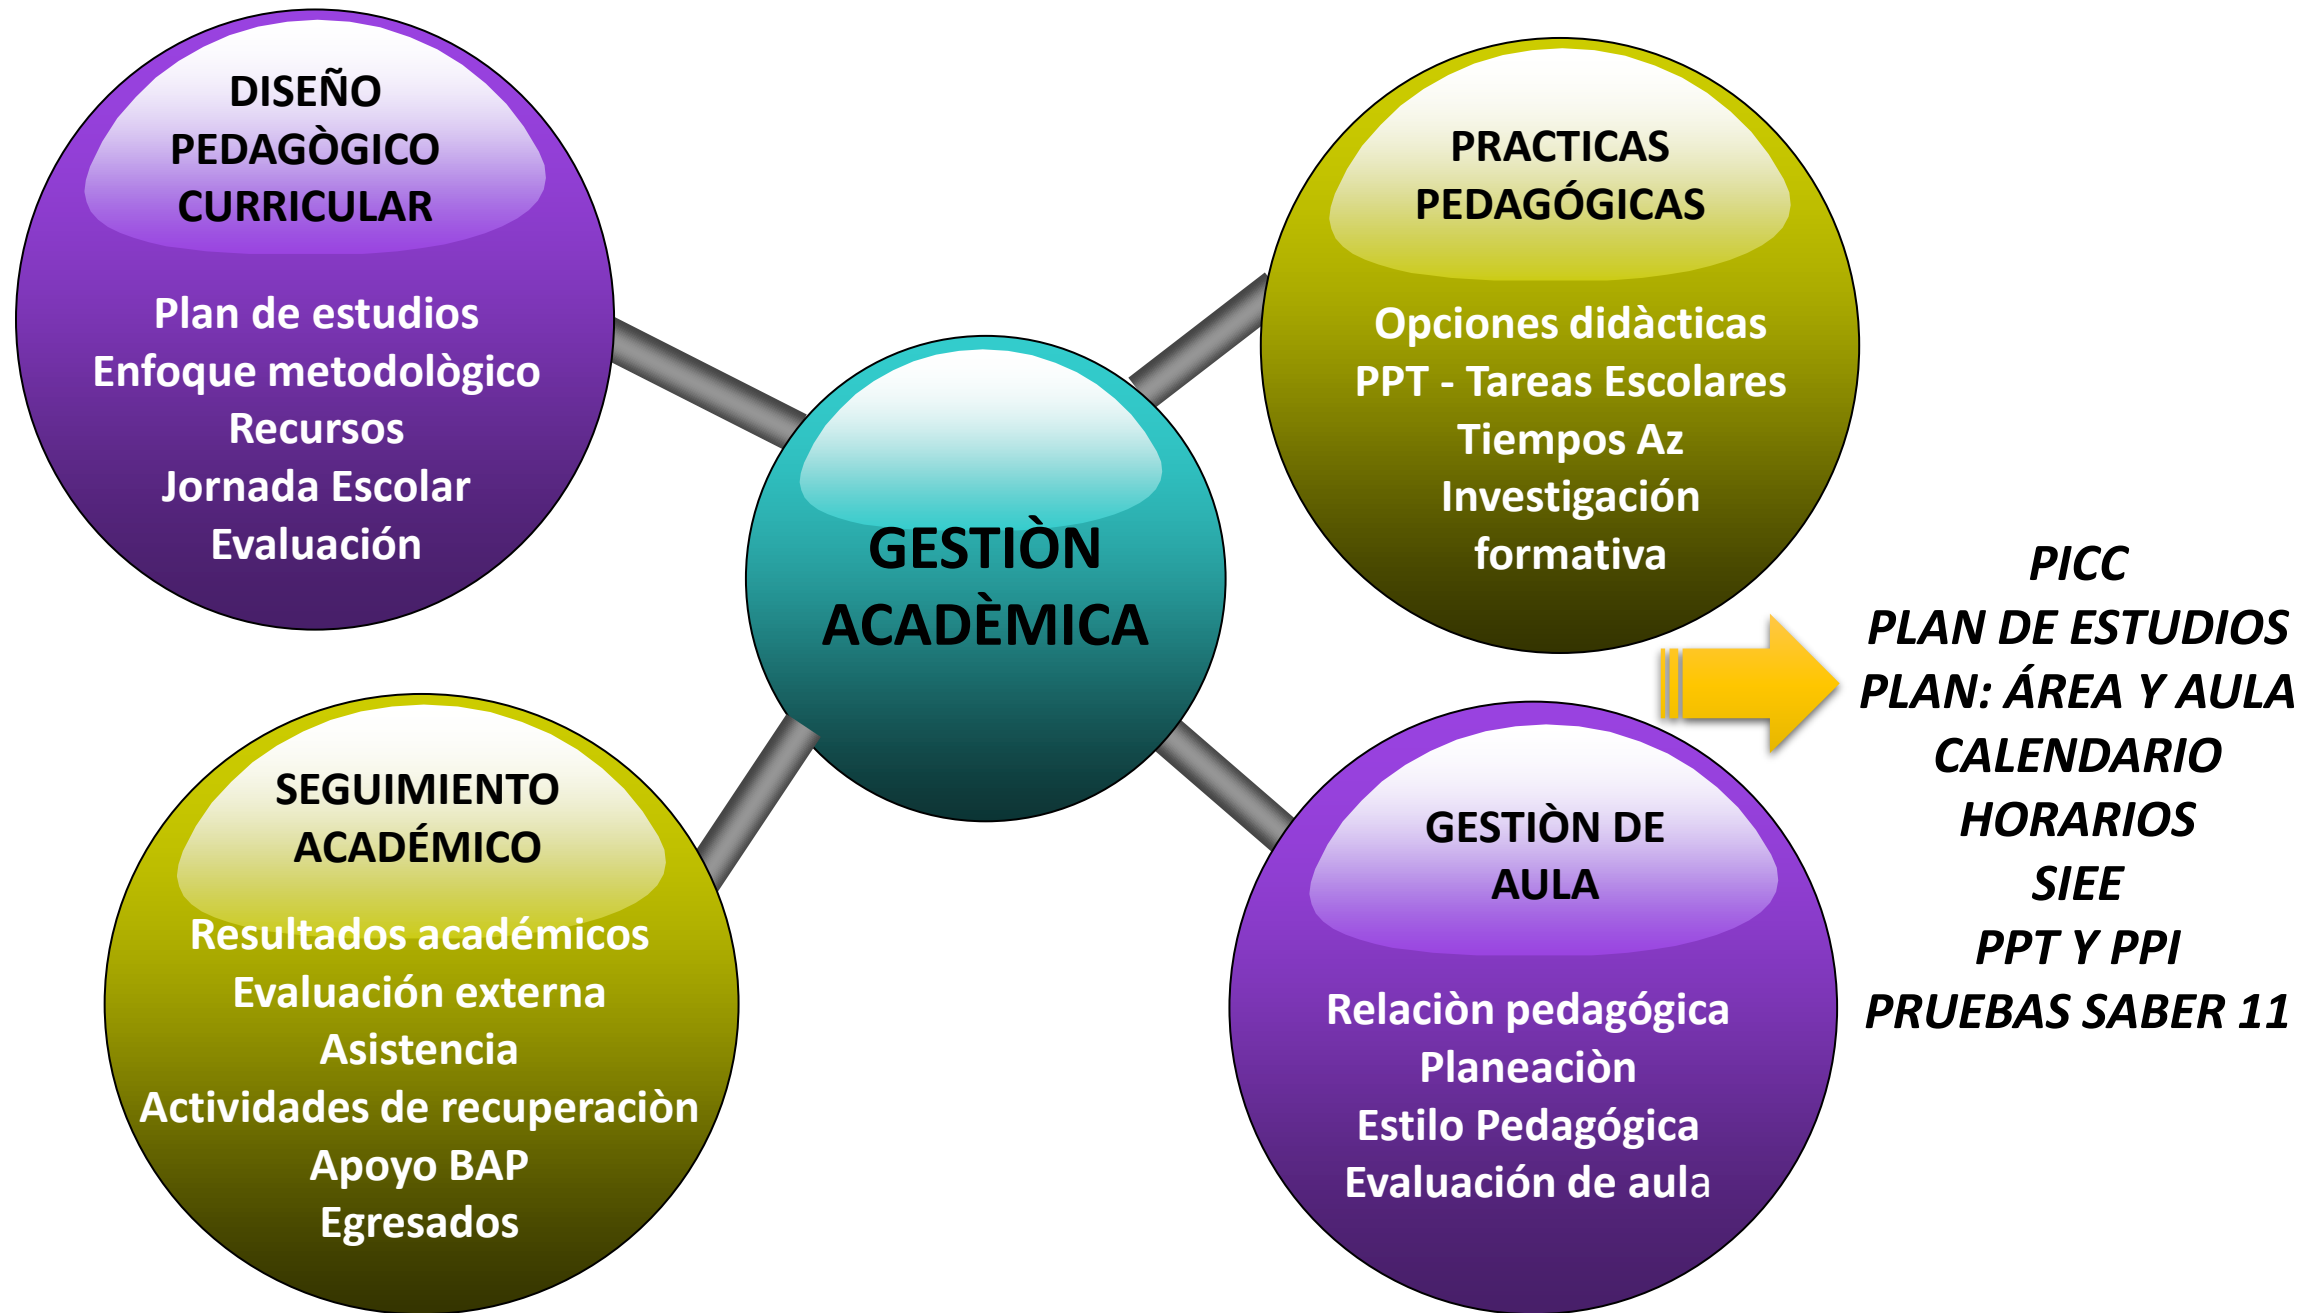 DISEÑO
PEDAGÒGICO
CURRICULAR
Plan de estudios
Enfoque metodològico
Recursos
Jornada Escolar
Evaluación
PRACTICAS
PEDAGÓGICAS
Opciones didàcticas
PPT - Tareas Escolares
Tiempos Az
Investigación
formativa
GESTIÒN
ACADÈMICA
SEGUIMIENTO
ACADÉMICO
Resultados académicos
Evaluación externa
Asistencia
Actividades de recuperaciòn
Apoyo BAP
Egresados
GESTIÒN DE
AULA
Relaciòn pedagógica
Planeaciòn
Estilo Pedagógica
Evaluación de aula
PICC
PLAN DE ESTUDIOS
PLAN: ÁREA Y AULA
CALENDARIO
HORARIOS
SIEE
PPT Y PPI
PRUEBAS SABER 11